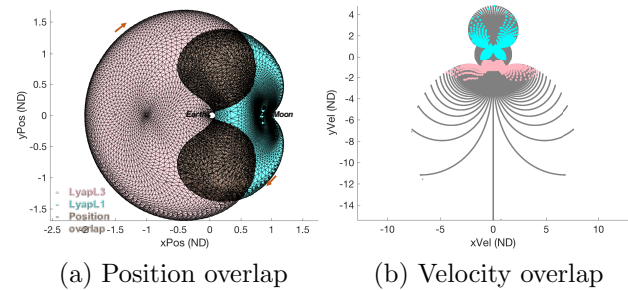 1.5
1
0.5
0
-0.5
-1
-1.5
yPos (ND)
Earth
Moon
LyapL3
LyapL1
Position
overlap
-2.5 -2 -1.5 -1 -0.5 0 0.5 1 1.5
xPos (ND)
(a) Position overlap
4
2
0
-2
-4
-6
-8
-10
-12
-14
yVel (ND)
-10 -5 0 5 10
xVel (ND)
(b) Velocity overlap